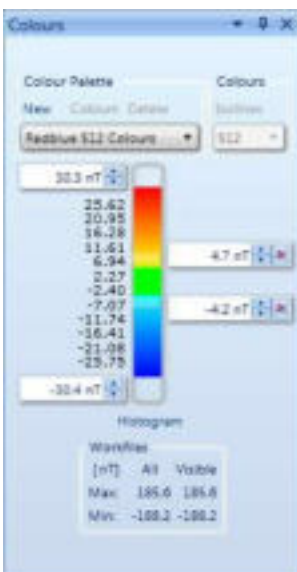 Colours
Colour Palette
Colours
New Colours Delete
Isolines
Redblue 512 Colours
512
30.3 nT
25.62
20.95
16.28
11.61
6.94
2.27
-2.40
-7.07
-11.74
-16.41
-21.08
-25.75
4.7 nT
-4.2 nT
-30.4 nT
Histogram
Workfiles
[nT] All Visible
Max: 185.6 185.6
Min: -188.2 -188.2